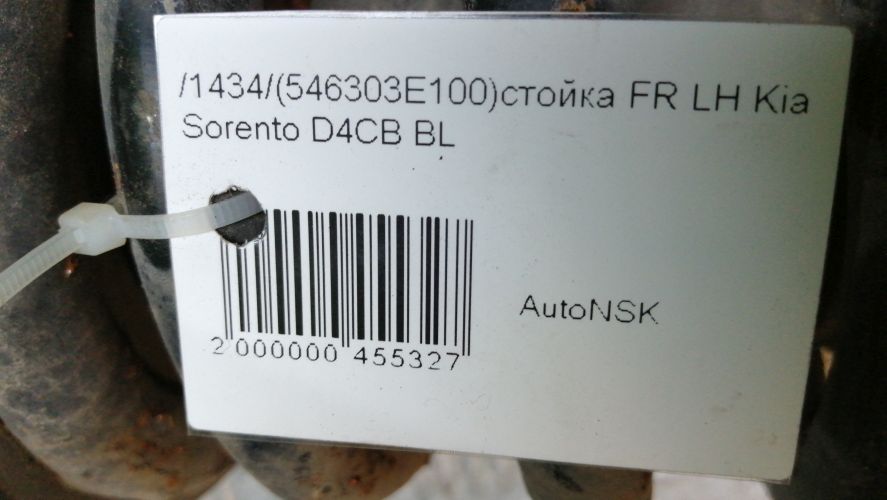 /1434/(546303E100)стойка FR LH Kia
Sorento D4CB BL
AutoNSK
2 000000 455327